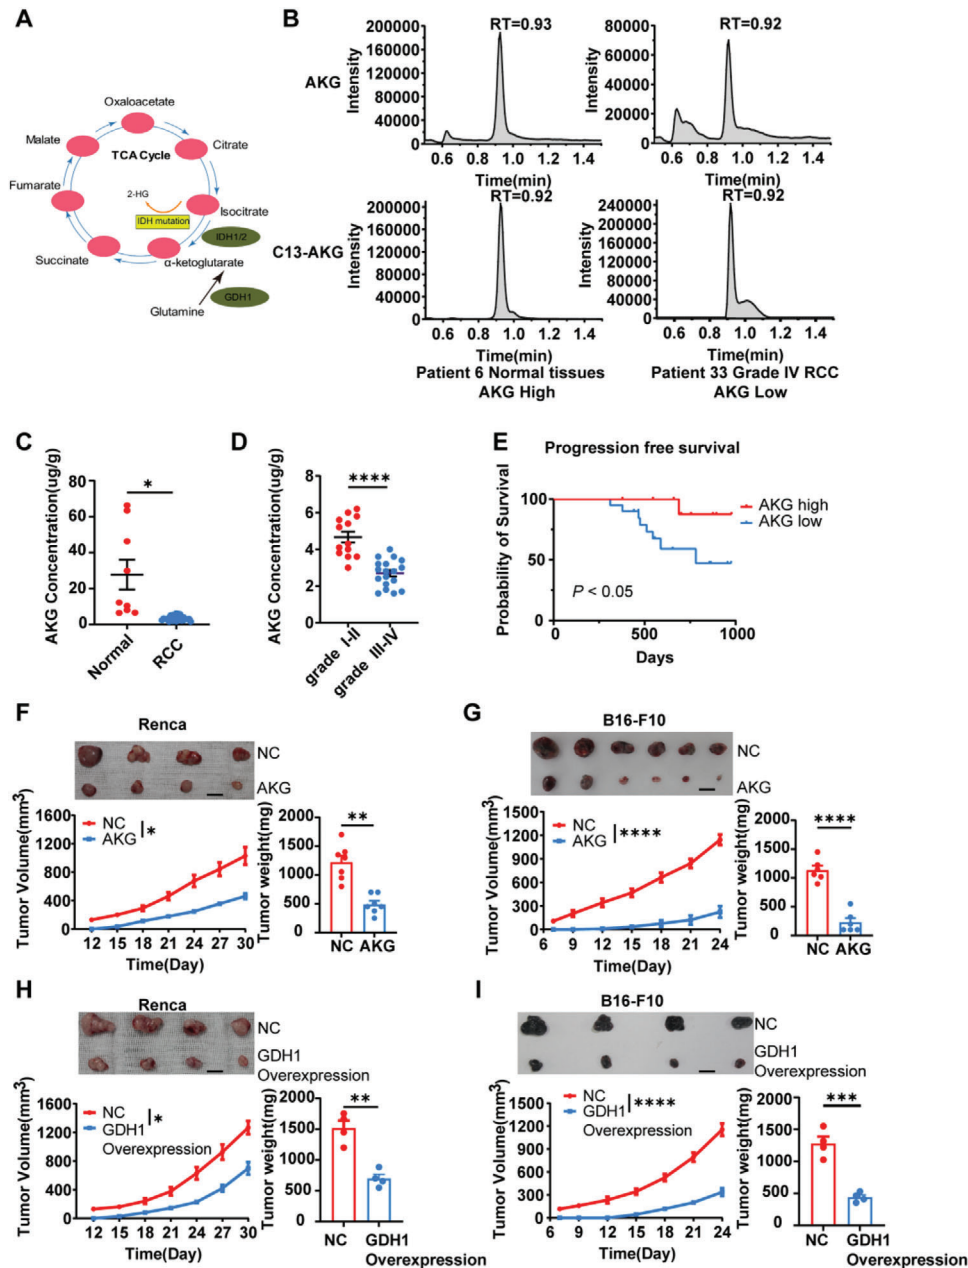 A
Oxaloacetate
Malate
Citrate
TCA Cycle
Fumarate
2-HG
Isocitrate
IDH mutation
IDH1/2
Succinate
α-ketoglutarate
Glutamine
GDH1
B
AKG
RT=0.93
Intensity
200000
160000
120000
80000
40000
0
0.6 0.8 1.0 1.2 1.4
Time(min)
RT=0.92
Intensity
80000
60000
40000
20000
0
0.6 0.8 1.0 1.2 1.4
Time(min)
C13-AKG
RT=0.92
Intensity
200000
160000
120000
80000
40000
0
0.6 0.8 1.0 1.2 1.4
Time(min)
Patient 6 Normal tissues
AKG High
RT=0.92
Intensity
240000
200000
160000
120000
80000
40000
0
0.6 0.8 1.0 1.2 1.4
Time(min)
Patient 33 Grade IV RCC
AKG Low
C
AKG Concentration(ug/g)
80
60
40
20
0
*
Normal
RCC
D
AKG Concentration(ug/g)
8
6
4
2
0
****
grade I-II
grade III-IV
E
Progression free survival
Probability of Survival
100
50
0
AKG high
AKG low
P < 0.05
0 500 1000
Days
F
Renca
NC
AKG
Tumor Volume(mm3)
1600
1200
800
400
0
NC
AKG
*
12 15 18 21 24 27 30
Time(Day)
Tumor weight(mg)
2000
1500
1000
500
0
**
NC AKG
G
B16-F10
NC
AKG
Tumor Volume(mm3)
1500
1200
900
600
300
0
NC
AKG
****
6 9 12 15 18 21 24
Time(Day)
Tumor weight(mg)
2000
1500
1000
500
0
****
NC AKG
H
Renca
NC
GDH1
Overexpression
Tumor Volume(mm3)
1600
1200
800
400
0
NC
GDH1
Overexpression
*
12 15 18 21 24 27 30
Time(Day)
Tumor weight(mg)
2000
1500
1000
500
0
**
NC GDH1
Overexpression
I
B16-F10
NC
GDH1
Overexpression
Tumor Volume(mm3)
1500
1200
900
600
300
0
NC
GDH1
Overexpression
****
6 9 12 15 18 21 24
Time(Day)
Tumor weight(mg)
2000
1500
1000
500
0
***
NC GDH1
Overexpression